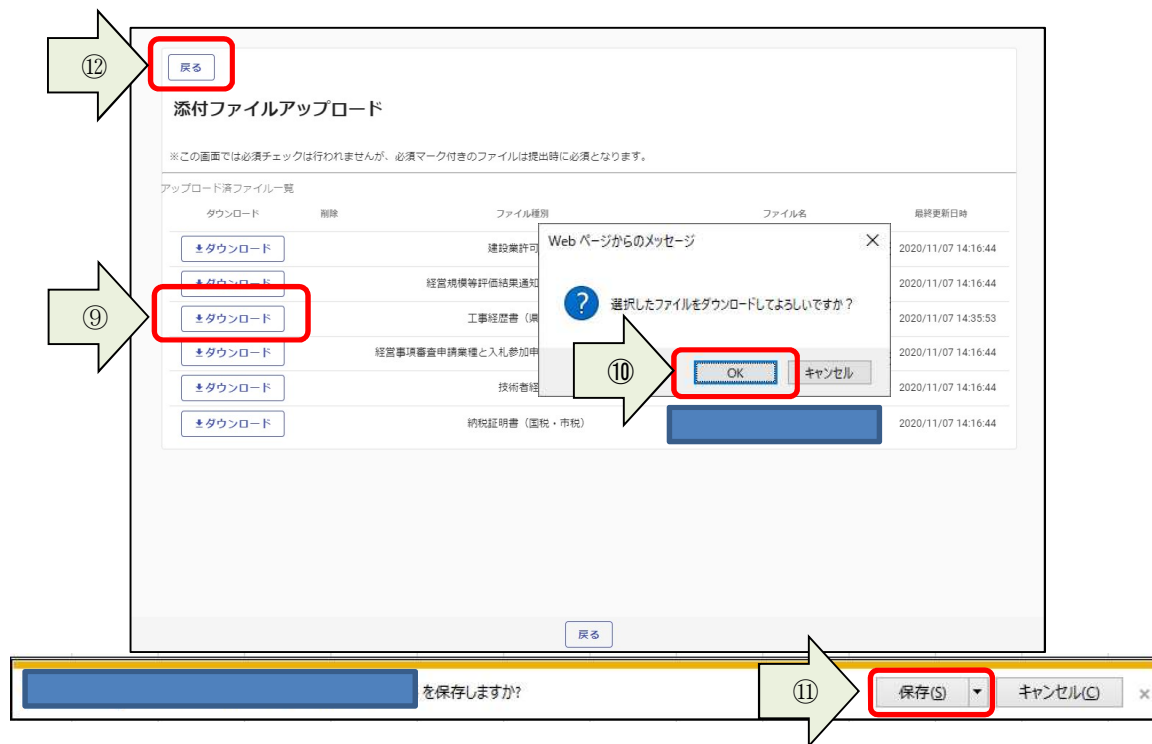 ⑫
戻る
添付ファイルアップロード
※この画面では必須チェックは行われませんが、必須マーク付きのファイルは提出時に必須となります。
アップロード済ファイル一覧
ダウンロード 削除 ファイル種別 ファイル名 最終更新日時
ダウンロード 建設業許可 2020/11/07 14:16:44
ダウンロード 経営規模等評価結果通知 2020/11/07 14:16:44
⑨
ダウンロード 工事経歴書（県 2020/11/07 14:35:53
ダウンロード 経営事項審査申請業種と入札参加申 2020/11/07 14:16:44
ダウンロード 技術者経 2020/11/07 14:16:44
ダウンロード 納税証明書（国税・市税） 2020/11/07 14:16:44
Web ページからのメッセージ
?
選択したファイルをダウンロードしてよろしいですか？
⑩
OK キャンセル
戻る
を保存しますか?
⑪
保存(S) キャンセル(C) ×